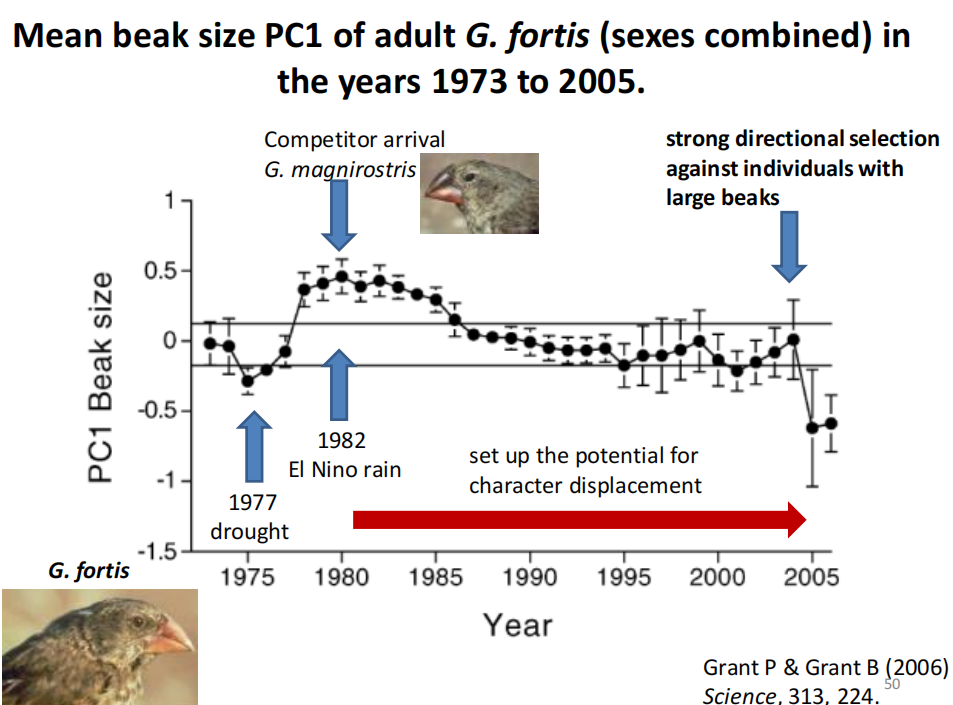 Mean beak size PC1 of adult G. fortis (sexes combined) in
the years 1973 to 2005.
Competitor arrival
G. magnirostris
strong directional selection
against individuals with
large beaks
1
0.5
0
-0.5
-1
-1.5
PC1 Beak size
1982
El Nino rain
1977
drought
set up the potential for
character displacement
1975 1980 1985 1990 1995 2000 2005
Year
G. fortis
Grant P & Grant B (2006)
Science, 313, 224.
50